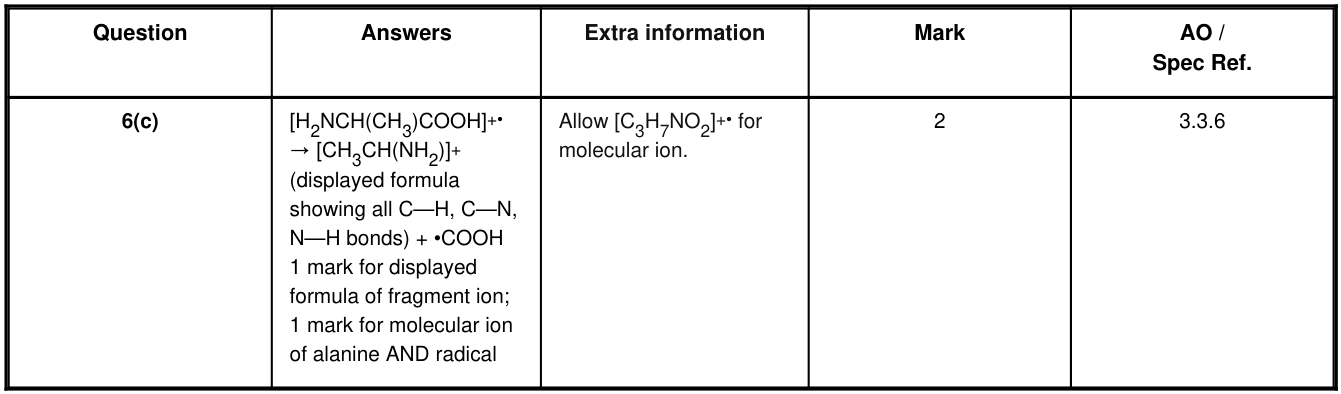 Question Answers Extra information Mark AO /
Spec Ref.
6(c) [H₂NCH(CH₃)COOH]⁺• Allow [C₃H₇NO₂]⁺• for 2 3.3.6
→ [CH₃CH(NH₂)]⁺ molecular ion.
(displayed formula
showing all C—H, C—N,
N—H bonds) + •COOH
1 mark for displayed
formula of fragment ion;
1 mark for molecular ion
of alanine AND radical